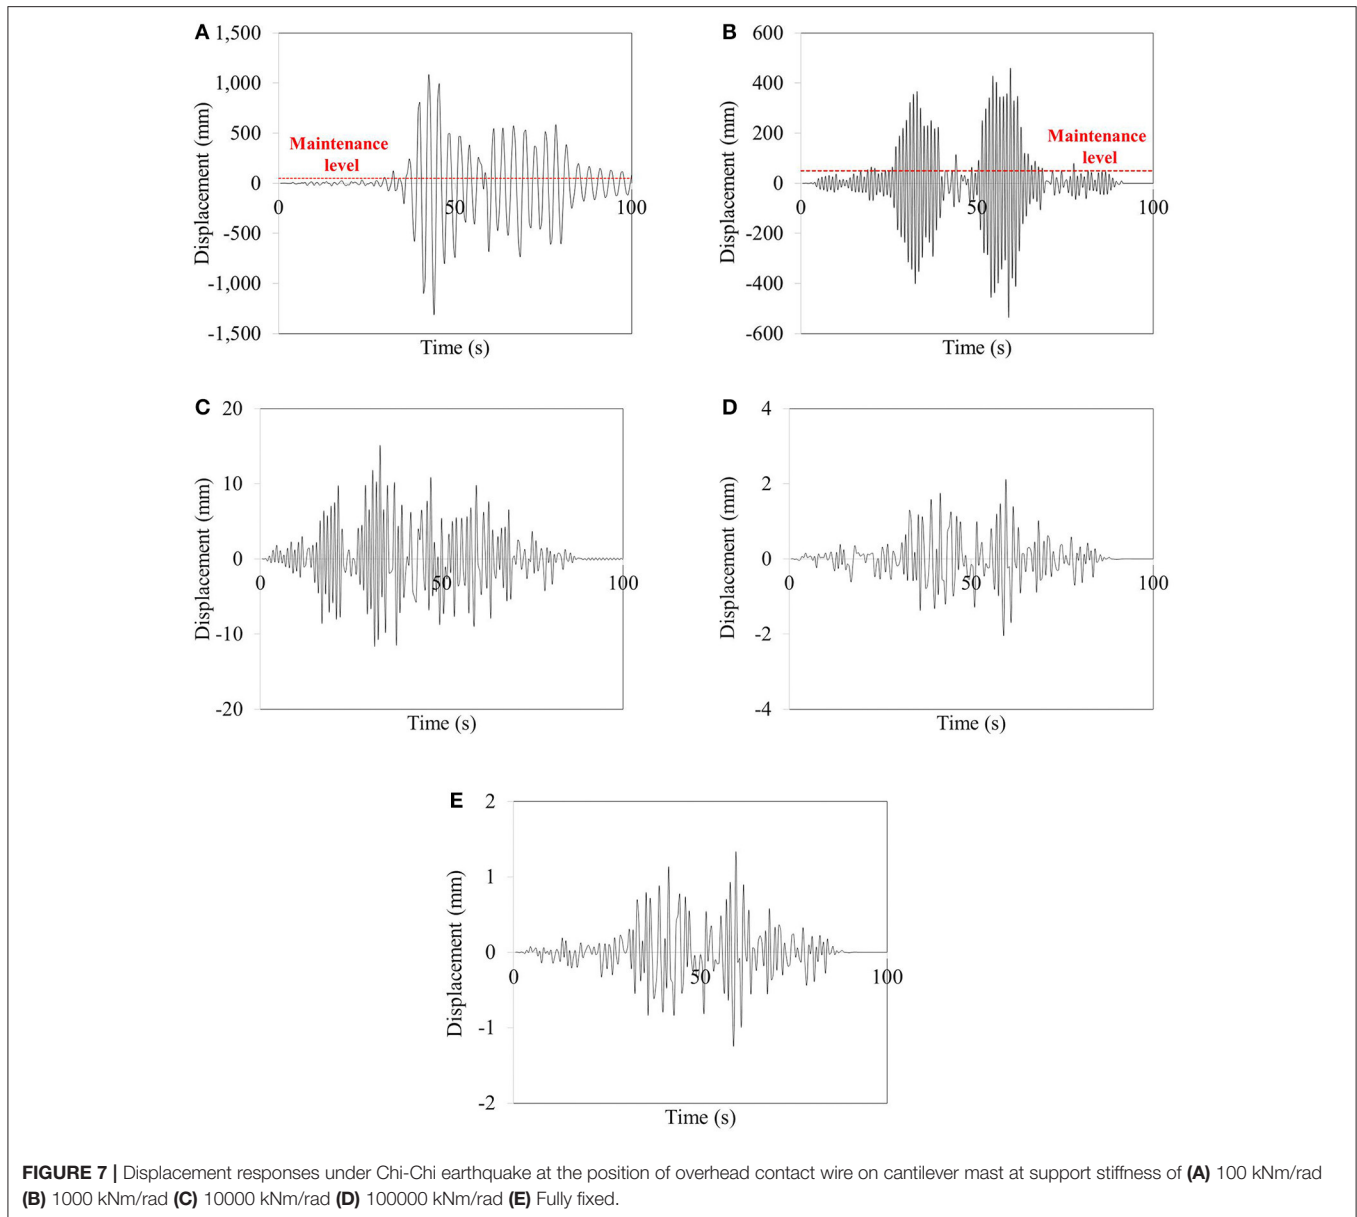 A
1,500
1,000
500
0
-500
-1,000
-1,500
Displacement (mm)
Maintenance
level
0
50
100
Time (s)
B
600
400
200
0
-200
-400
-600
Displacement (mm)
Maintenance
level
0
50
100
Time (s)
C
20
10
0
-10
-20
Displacement (mm)
0
50
100
Time (s)
D
4
2
0
-2
-4
Displacement (mm)
0
50
100
Time (s)
E
2
1
0
-1
-2
Displacement (mm)
0
50
100
Time (s)
FIGURE 7 | Displacement responses under Chi-Chi earthquake at the position of overhead contact wire on cantilever mast at support stiffness of (A) 100 kNm/rad
(B) 1000 kNm/rad (C) 10000 kNm/rad (D) 100000 kNm/rad (E) Fully fixed.